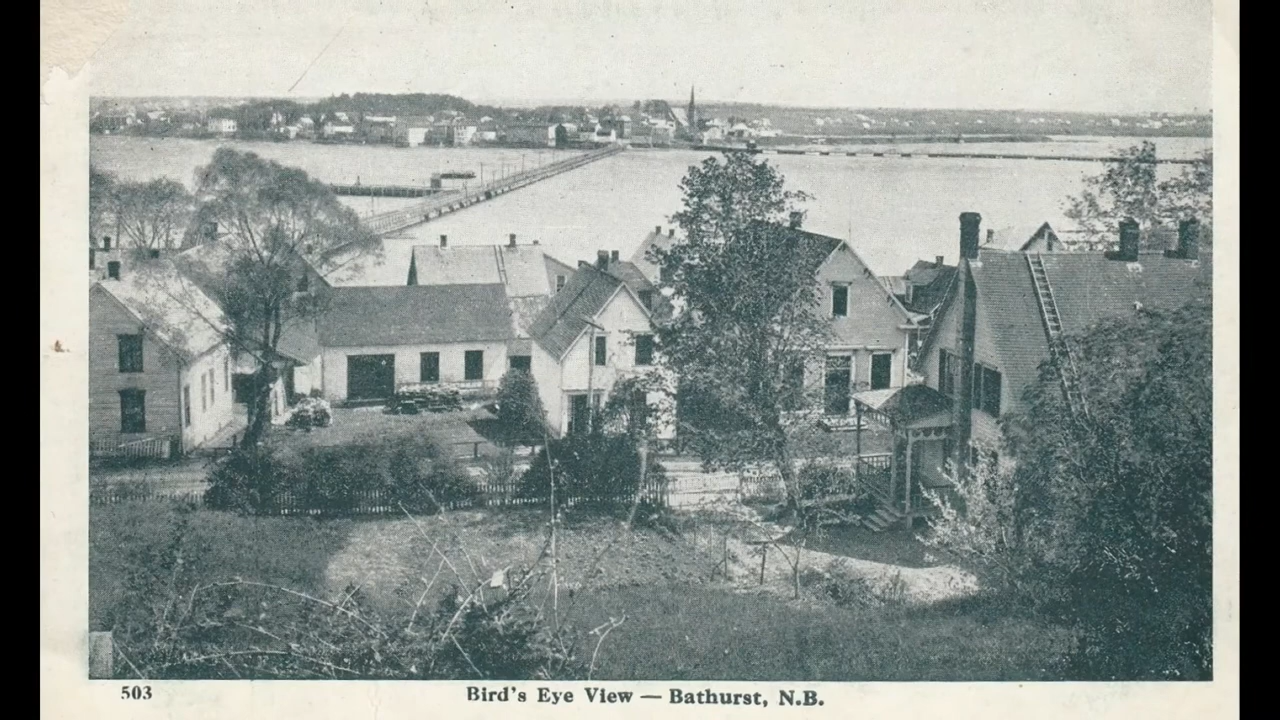 503 Bird's Eye View — Bathurst, N.B.